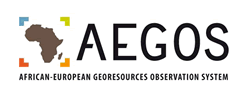 AEGOS
AFRICAN-EUROPEAN GEORESOURCES OBSERVATION SYSTEM